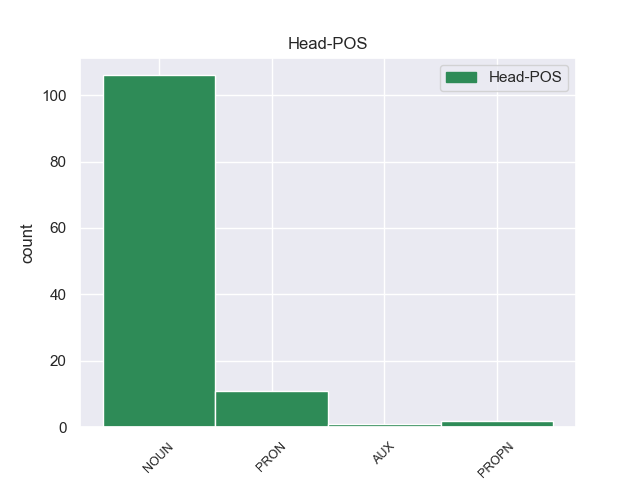 Head-POS
Head-POS
100
80
60
40
20
0
count
NOUN
PRON
AUX
PROPN